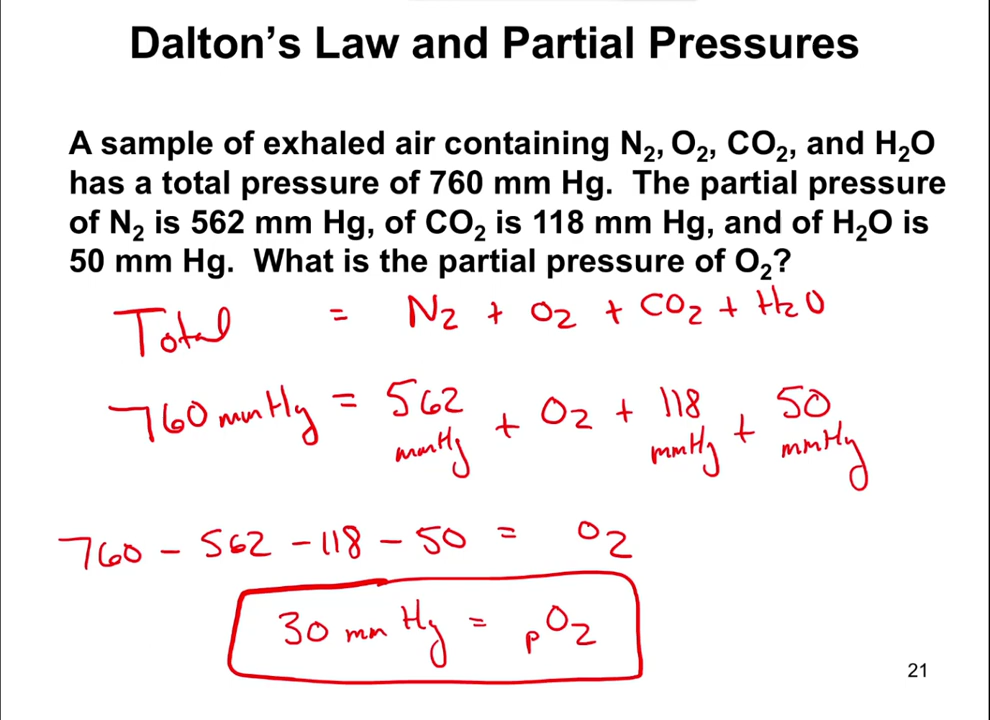 Dalton's Law and Partial Pressures
A sample of exhaled air containing N₂, O₂, CO₂, and H₂O
has a total pressure of 760 mm Hg. The partial pressure
of N₂ is 562 mm Hg, of CO₂ is 118 mm Hg, and of H₂O is
50 mm Hg. What is the partial pressure of O₂?
Total = N₂ + O₂ + CO₂ + H₂O
760 mmHg = 562 mmHg + O₂ + 118 mmHg + 50 mmHg
760 - 562 - 118 - 50 = O₂
30 mm Hg = pO₂
21